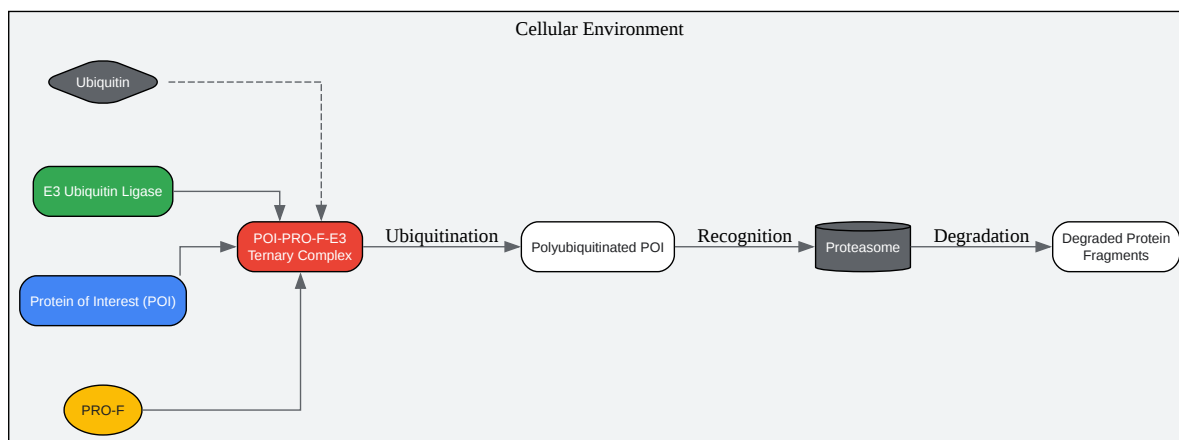 Cellular Environment
Ubiquitin
E3 Ubiquitin Ligase
POI-PRO-F-E3
Ternary Complex
Ubiquitination
Polyubiquitinated POI
Recognition
Proteasome
Degradation
Degraded Protein
Fragments
Protein of Interest (POI)
PRO-F